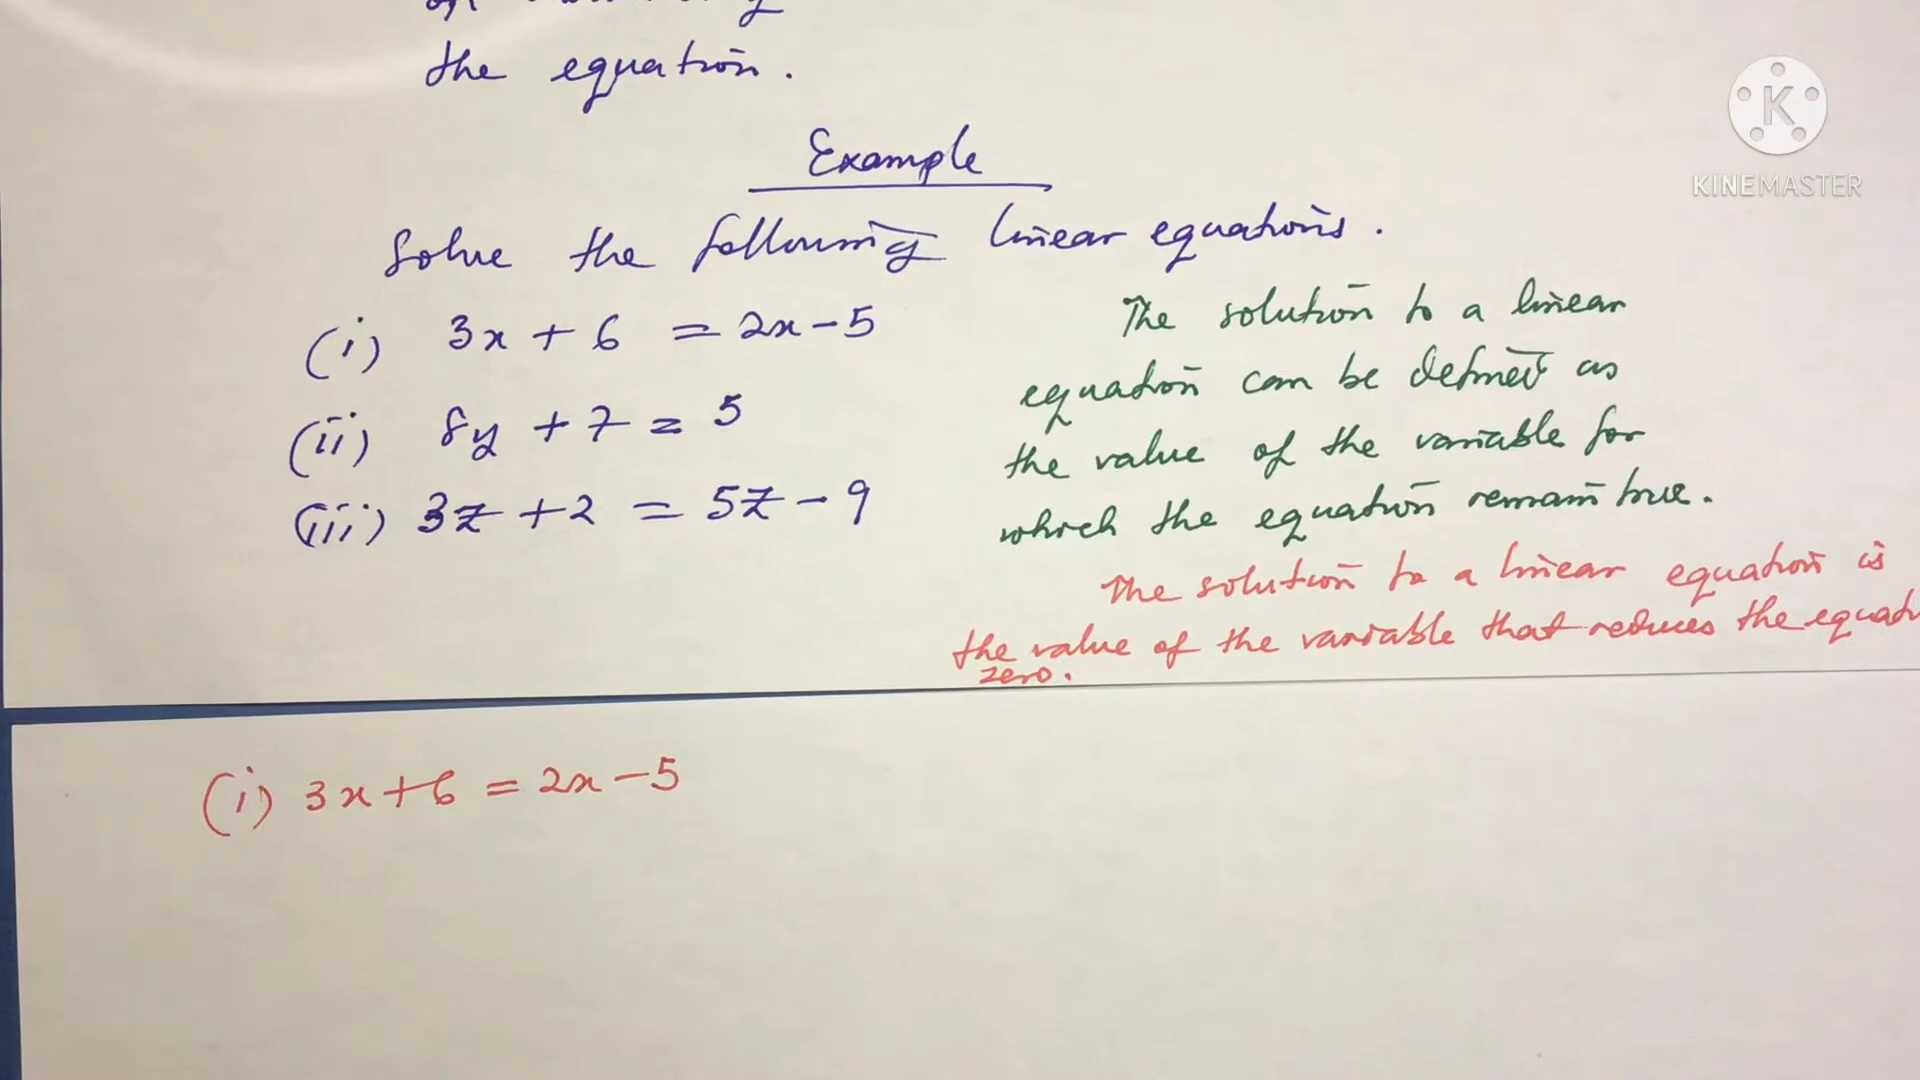 the equation.
Example
Solve the following linear equations.
(i) 3x + 6 = 2x - 5
(ii) 8y + 7 = 5
(iii) 3z + 2 = 5z - 9
The solution to a linear
equation can be defined as
the value of the variable for
which the equation remain true.
The solution to a linear equation is
the value of the variable that reduces the equat
zero.
(i) 3x + 6 = 2x - 5
KINEMASTER